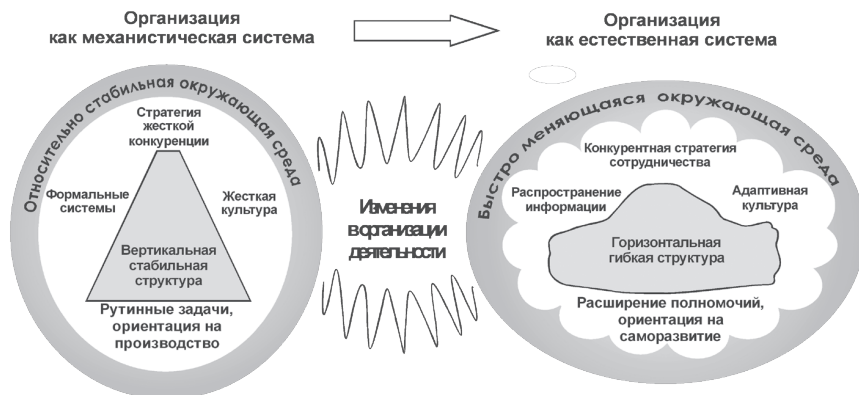 Организация
как механистическая система
Организация
как естественная система
Относительно стабильная окружающая среда
Стратегия
жесткой
конкуренции
Формальные
системы
Жесткая
культура
Вертикальная
стабильная
структура
Рутинные задачи,
ориентация на
производство
Изменения
в организации
деятельности
Быстро меняющаяся окружающая среда
Конкурентная стратегия
сотрудничества
Распространение
информации
Адаптивная
культура
Горизонтальная
гибкая структура
Расширение полномочий,
ориентация на
саморазвитие